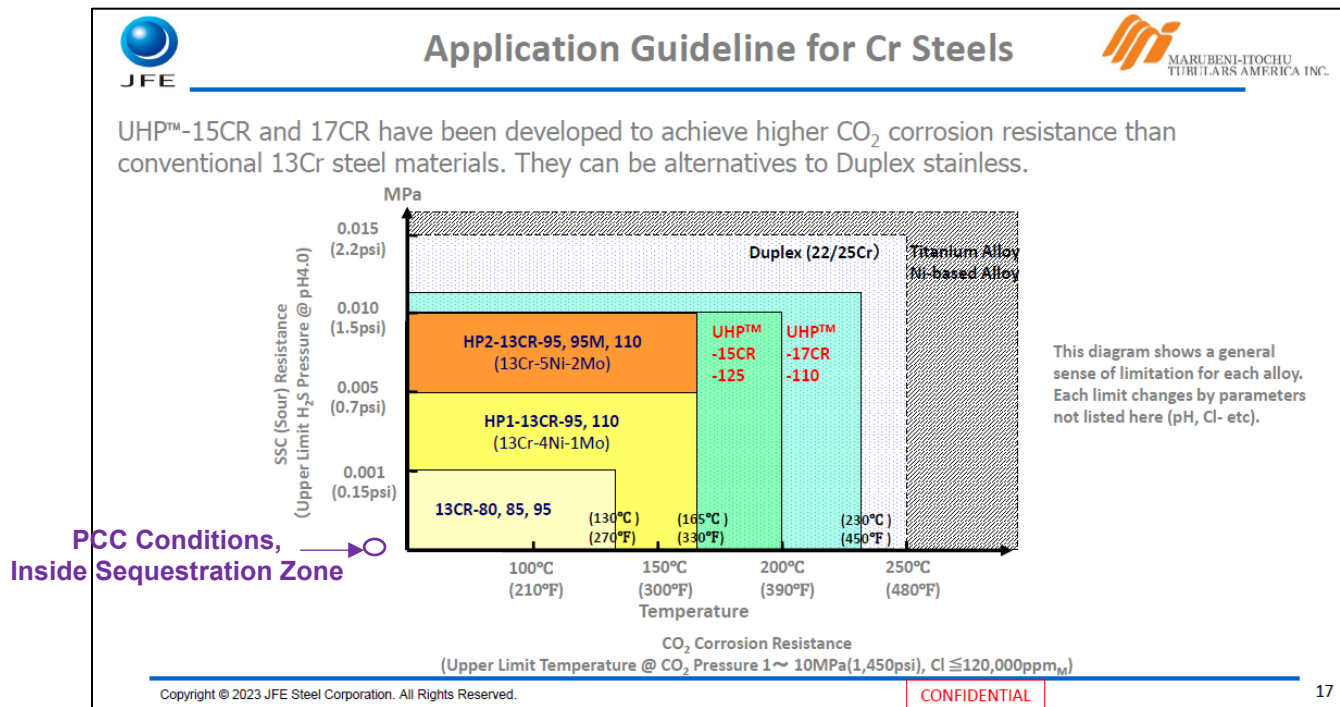 JFE
Application Guideline for Cr Steels
MARUBENI-ITOCHU
TUBULARS AMERICA INC.
UHP™-15CR and 17CR have been developed to achieve higher CO₂ corrosion resistance than
conventional 13Cr steel materials. They can be alternatives to Duplex stainless.
MPa
SSC (Sour) Resistance
(Upper Limit H₂S Pressure @ pH4.0)
0.015
(2.2psi)
0.010
(1.5psi)
0.005
(0.7psi)
0.001
(0.15psi)
Duplex (22/25Cr)
Titanium Alloy
Ni-based Alloy
HP2-13CR-95, 95M, 110
(13Cr-5Ni-2Mo)
UHP™
-15CR
-125
UHP™
-17CR
-110
HP1-13CR-95, 110
(13Cr-4Ni-1Mo)
13CR-80, 85, 95
(130℃)
(270℉)
(165℃)
(330℉)
(230℃)
(450℉)
This diagram shows a general
sense of limitation for each alloy.
Each limit changes by parameters
not listed here (pH, Cl- etc).
PCC Conditions,
Inside Sequestration Zone
100℃
(210℉)
150℃
(300℉)
200℃
(390℉)
250℃
(480℉)
Temperature
CO₂ Corrosion Resistance
(Upper Limit Temperature @ CO₂ Pressure 1～10MPa(1,450psi), Cl ≦120,000ppmM)
Copyright © 2023 JFE Steel Corporation. All Rights Reserved.
CONFIDENTIAL
17